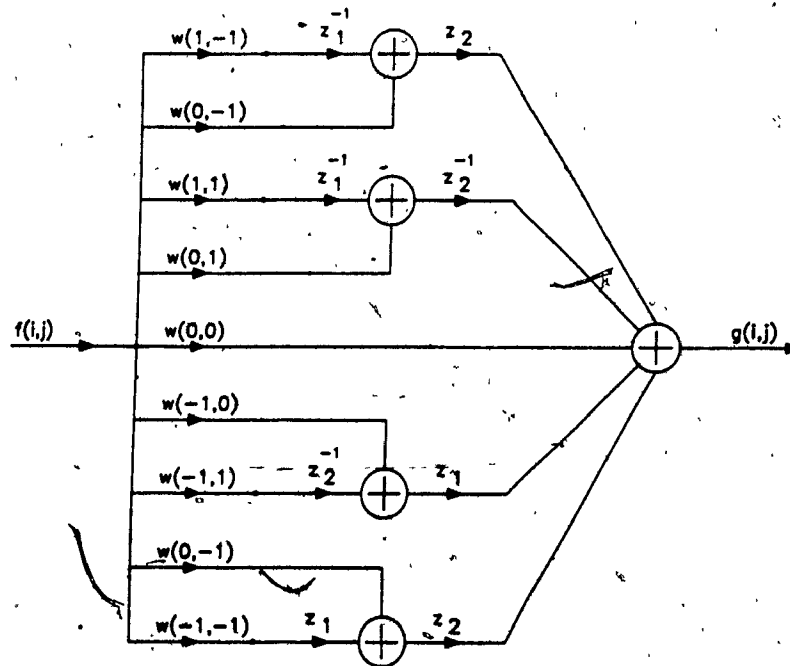 w(1,-1) z₁⁻¹ z₂
w(0,-1)
w(1,1) z₁⁻¹ z₂⁻¹
w(0,1)
f(i,j) w(0,0) g(i,j)
w(-1,0)
w(-1,1) z₂⁻¹ z₁
w(0,-1)
w(-1,-1) z₁ z₂